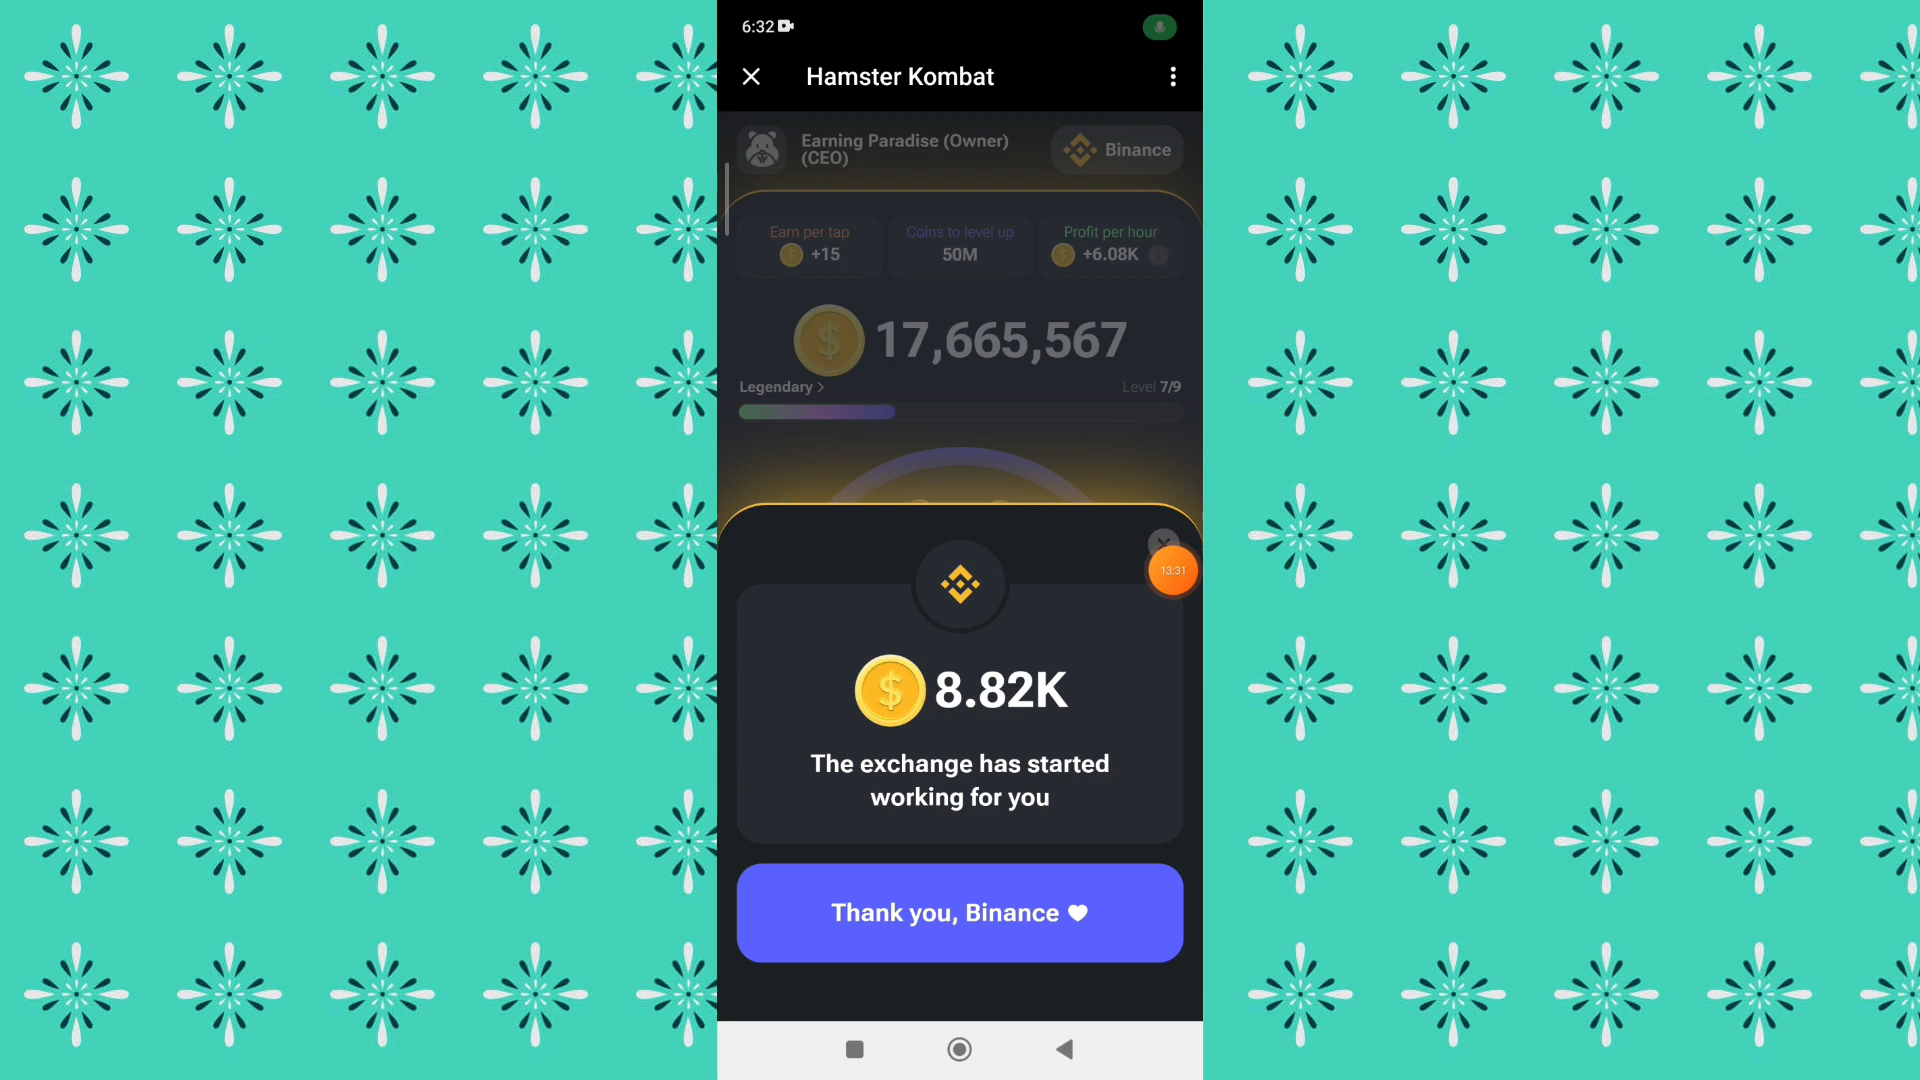 6:32
Hamster Kombat
Earning Paradise (Owner)
(CEO)
Binance
Earn per tap
+15
Coins to level up
50M
Profit per hour
+6.08K
17,665,567
Legendary >
Level 7/9
13:31
8.82K
The exchange has started
working for you
Thank you, Binance